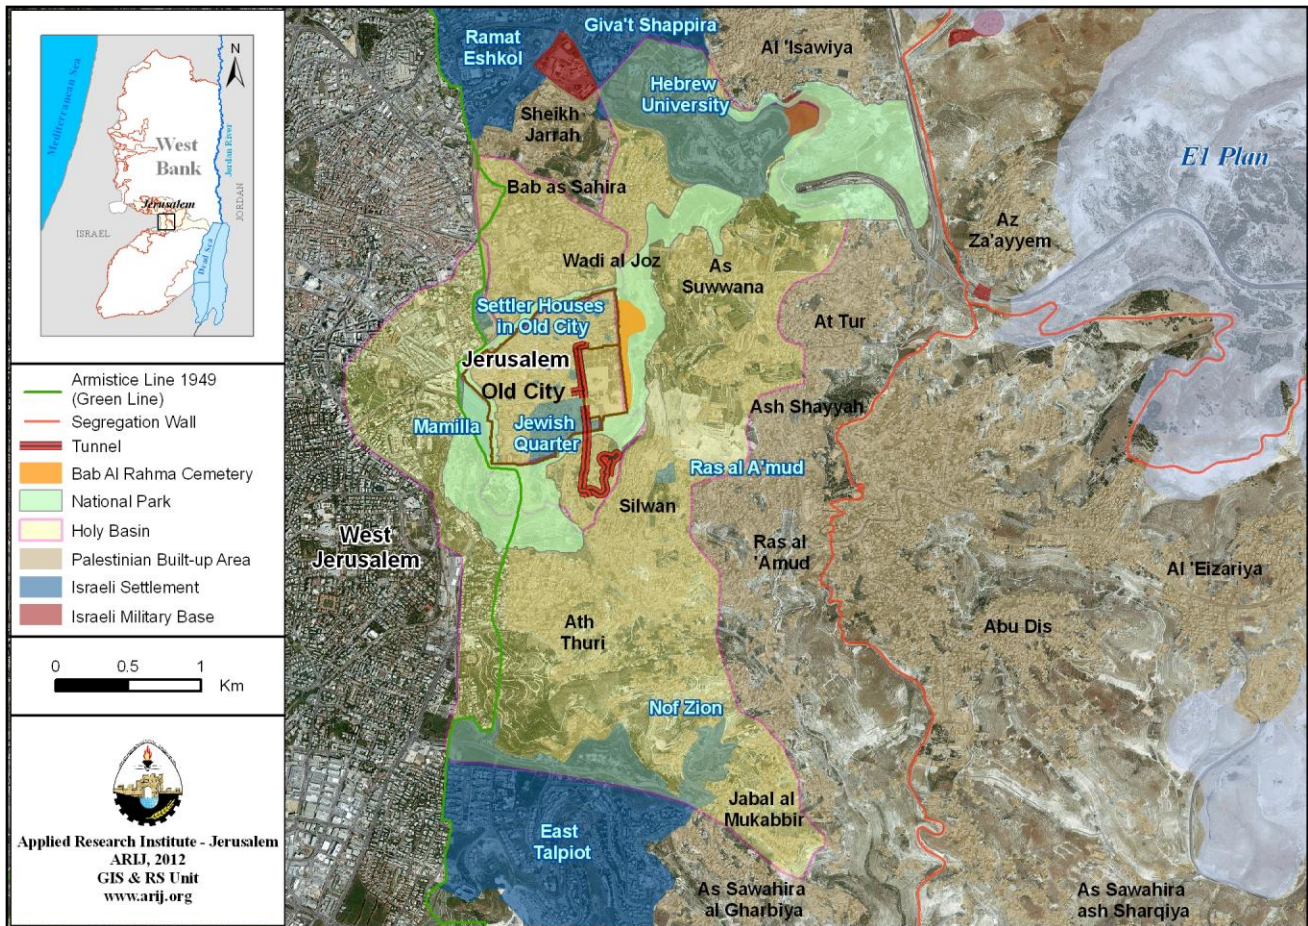 Mediterranean Sea
N
West
Bank
Jordan River
Jerusalem
ISRAEL
JORDAN
Dead Sea
Armistice Line 1949
(Green Line)
Segregation Wall
Tunnel
Bab Al Rahma Cemetery
National Park
Holy Basin
Palestinian Built-up Area
Israeli Settlement
Israeli Military Base
0 0.5 1
Km
Applied Research Institute - Jerusalem
ARIJ, 2012
GIS & RS Unit
www.arij.org
Giva't Shappira
Ramat
Eshkol
Al 'Isawiya
Hebrew
University
Sheikh
Jarrah
E1 Plan
Bab as Sahira
Az
Za'ayyem
Wadi al Joz
As
Suwwana
Settler Houses
in Old City
At Tur
Jerusalem
Old City
Ash Shayyah
Mamilla
Jewish
Quarter
Ras al A'mud
Silwan
West
Jerusalem
Ras al
'Amud
Al 'Eizariya
Ath
Thuri
Abu Dis
Nof Zion
Jabal al
Mukabbir
East
Talpiot
As Sawahira
al Gharbiya
As Sawahira
ash Sharqiya